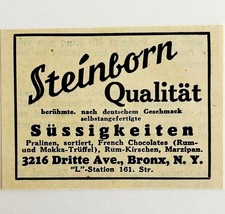 Steinborn
Qualität
berühmte, nach deutschem Geschmack
selbstangefertigte
Süssigkeiten
Pralinen, sortiert, French Chocolates (Rum-
und Mokka-Trüffel) Rum-Kirschen, Marzipan.
3216 Dritte Ave., Bronx, N. Y.
"L"-Station 161. Str.